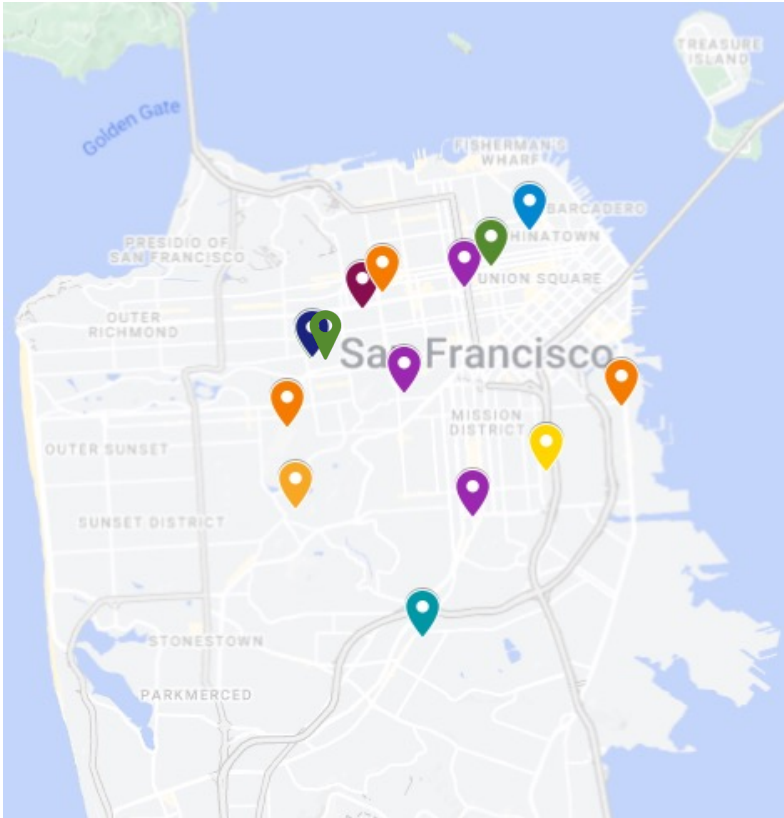 TREASURE
ISLAND
Golden Gate
FISHERMAN'S
WHARF
BARCADERO
HINATOWN
PRESIDIO OF
SAN FRANCISCO
UNION SQUARE
OUTER
RICHMOND
San Francisco
MISSION
DISTRICT
OUTER SUNSET
SUNSET DISTRICT
STONESTOWN
PARKMERCED